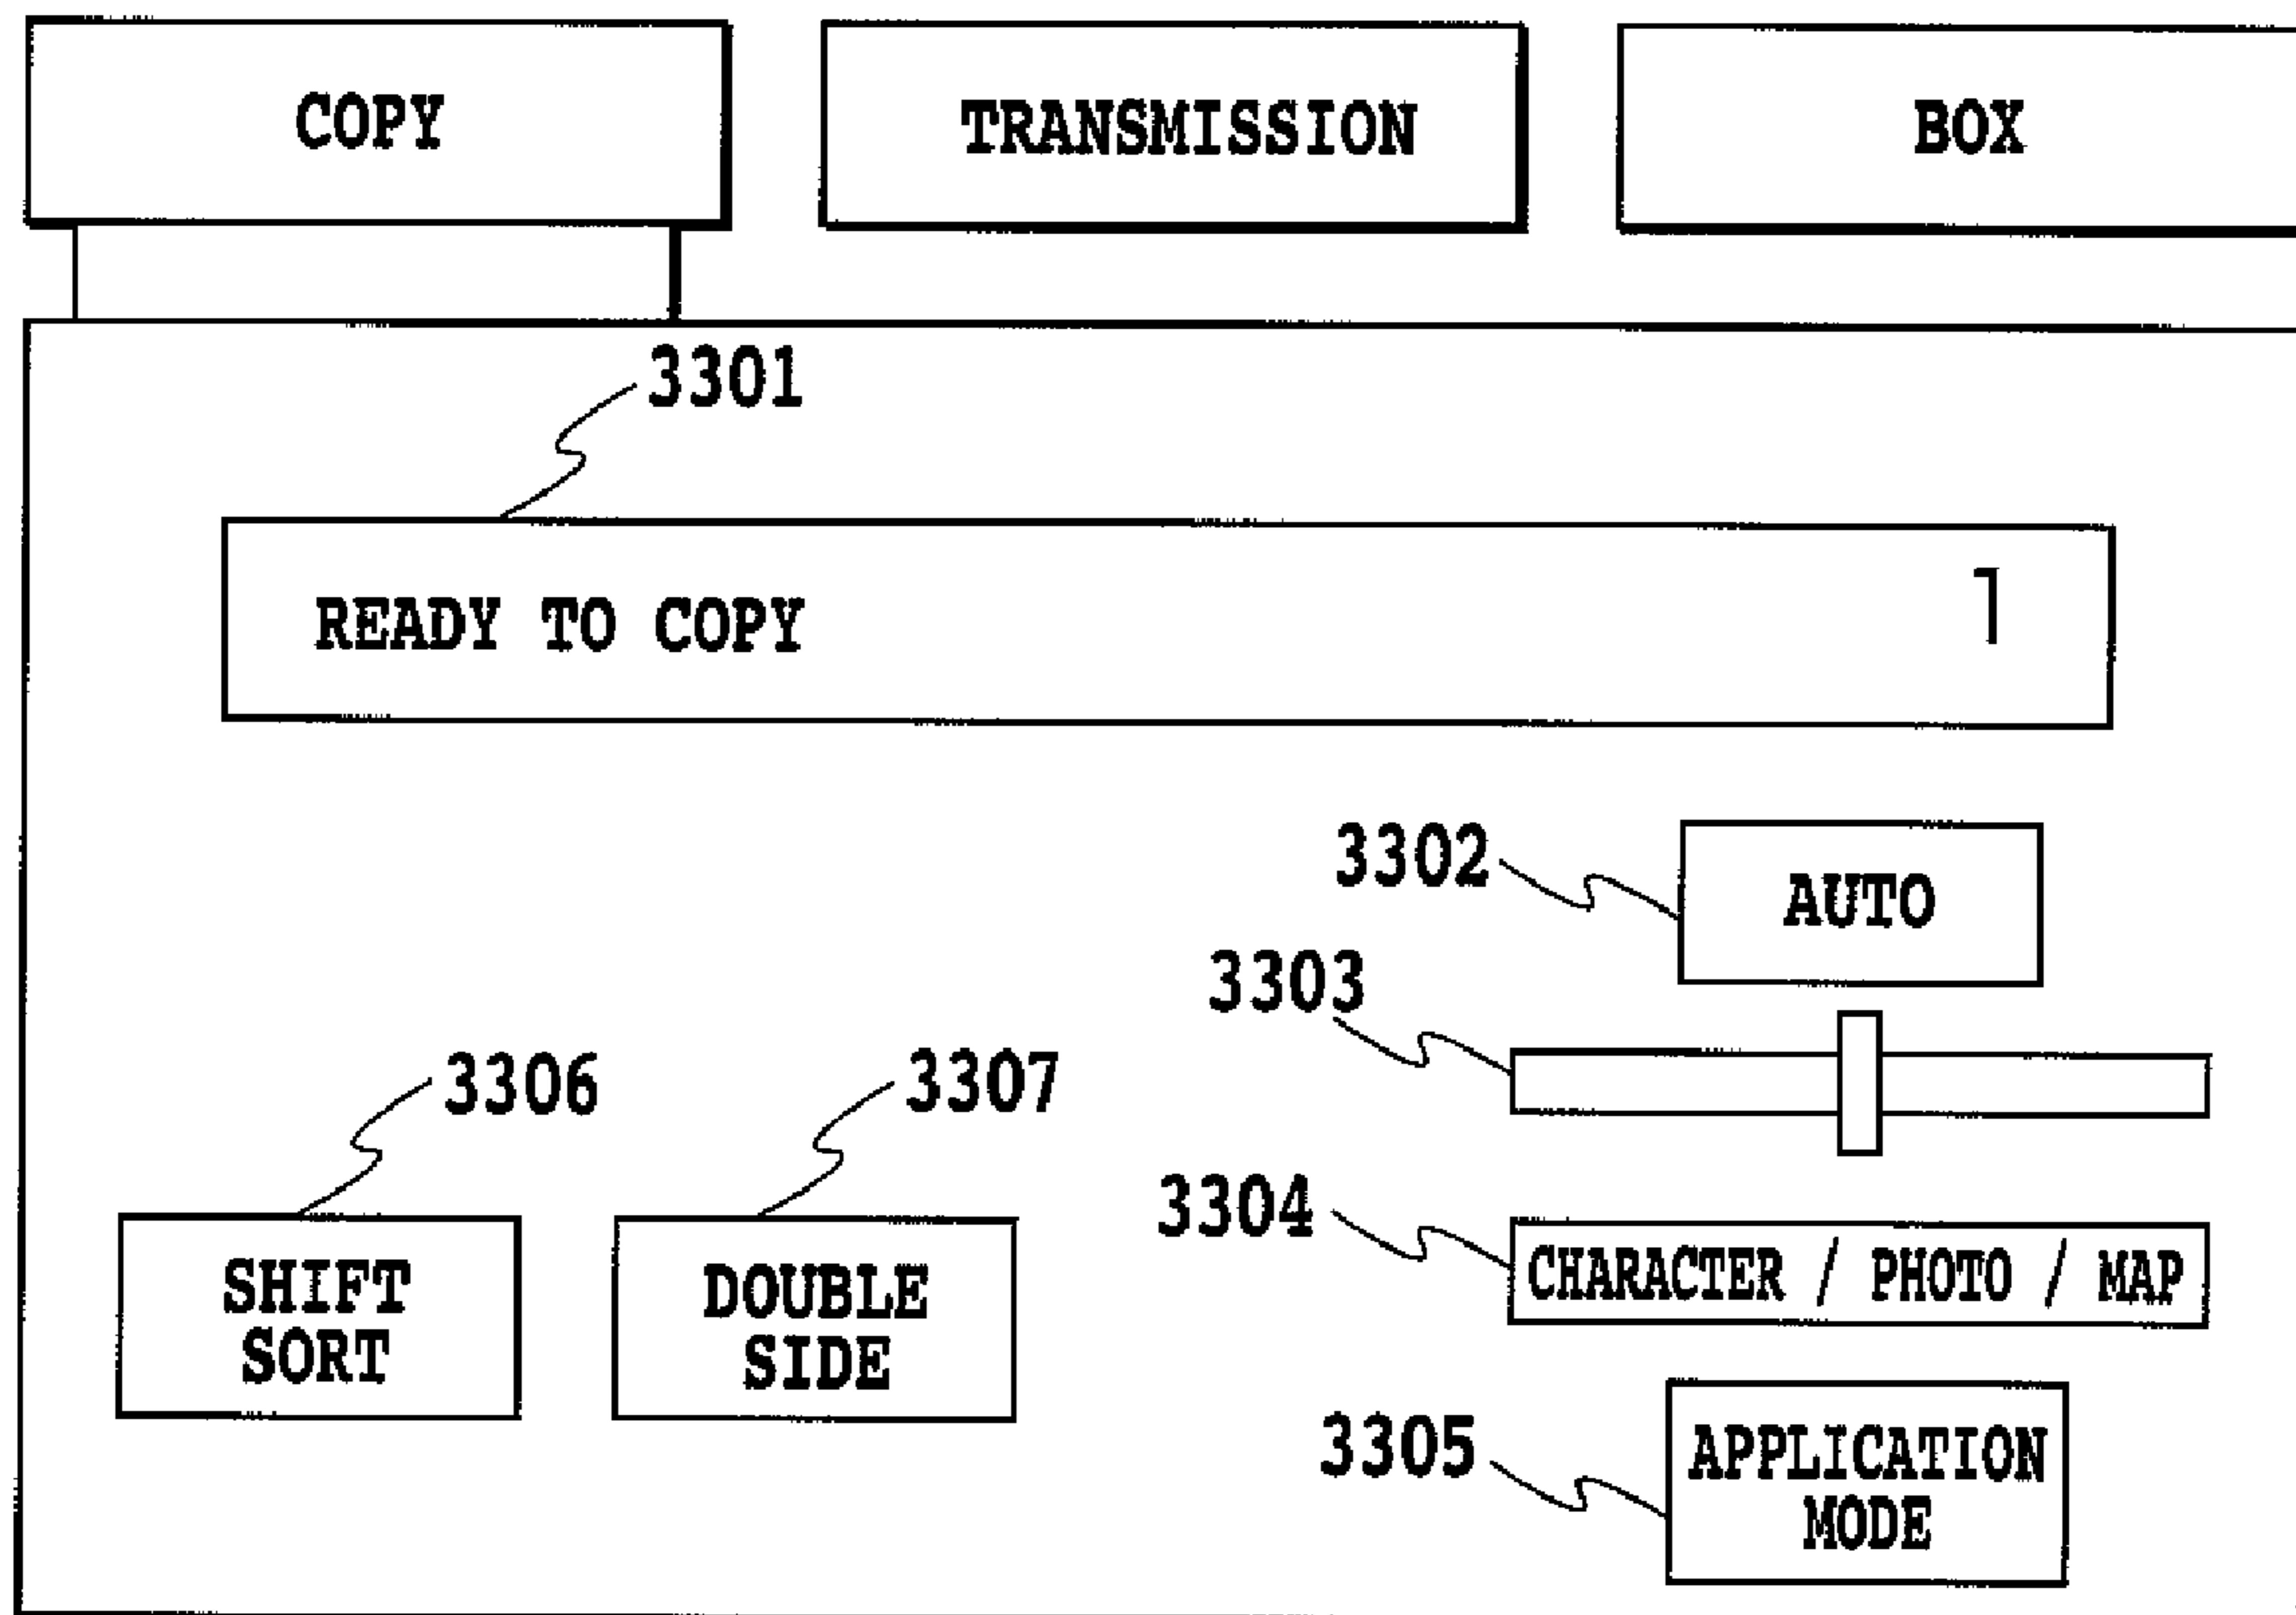 COPY
TRANSMISSION
BOX
3301
READY TO COPY 1
3302
AUTO
3303
3306
3307
3304
CHARACTER / PHOTO / MAP
SHIFT
SORT
DOUBLE
SIDE
3305
APPLICATION
MODE